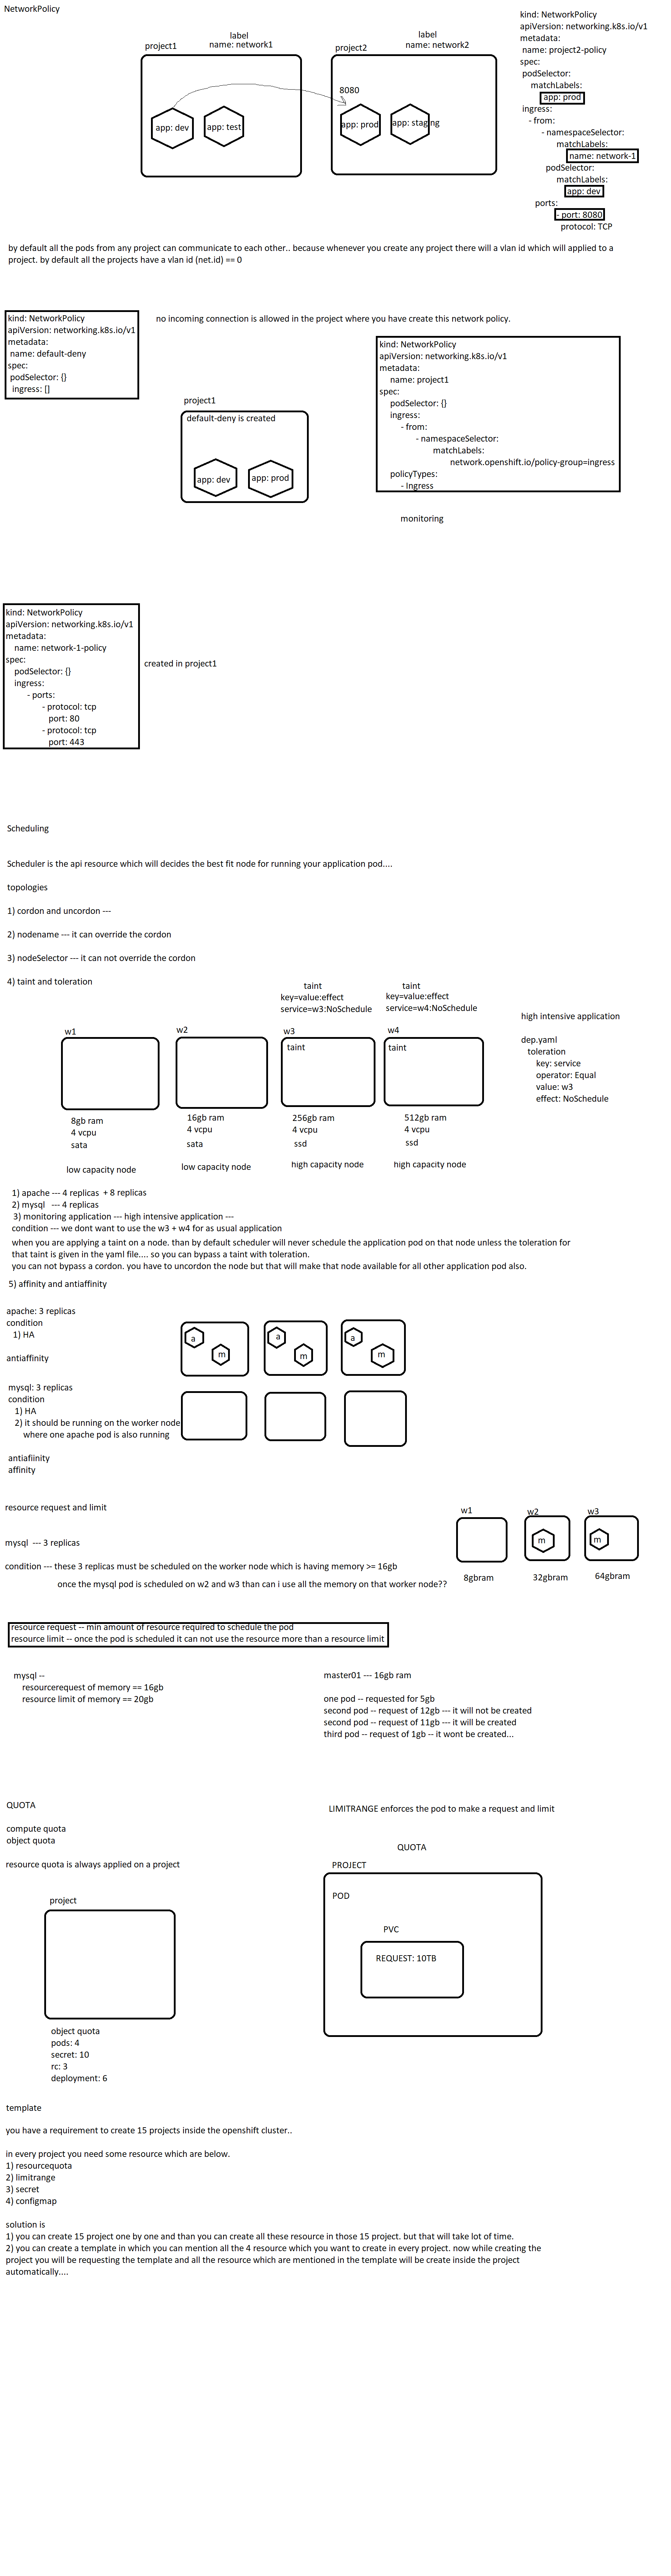 NetworkPolicy
label
name: network1
project1
label
name: network2
project2
8080
app: dev
app: test
app: prod
app: staging
kind: NetworkPolicy
apiVersion: networking.k8s.io/v1
metadata:
name: project2-policy
spec:
podSelector:
matchLabels:
app: prod
ingress:
- from:
- namespaceSelector:
matchLabels:
name: network-1
podSelector:
matchLabels:
app: dev
ports:
- port: 8080
protocol: TCP
by default all the pods from any project can communicate to each other.. because whenever you create any project there will a vlan id which will applied to a
project. by default all the projects have a vlan id (net.id) == 0
kind: NetworkPolicy
apiVersion: networking.k8s.io/v1
metadata:
name: default-deny
spec:
podSelector: {}
ingress: []
no incoming connection is allowed in the project where you have create this network policy.
project1
default-deny is created
app: dev
app: prod
kind: NetworkPolicy
apiVersion: networking.k8s.io/v1
metadata:
name: project1
spec:
podSelector: {}
ingress:
- from:
- namespaceSelector:
matchLabels:
network.openshift.io/policy-group=ingress
policyTypes:
- Ingress
monitoring
kind: NetworkPolicy
apiVersion: networking.k8s.io/v1
metadata:
name: network-1-policy
spec:
podSelector: {}
ingress:
- ports:
- protocol: tcp
port: 80
- protocol: tcp
port: 443
created in project1
Scheduling
Scheduler is the api resource which will decides the best fit node for running your application pod....
topologies
1) cordon and uncordon ---
2) nodename --- it can override the cordon
3) nodeSelector --- it can not override the cordon
4) taint and toleration
taint
key=value:effect
service=w3:NoSchedule
taint
key=value:effect
service=w4:NoSchedule
w1
w2
w3
w4
taint
taint
8gb ram
4 vcpu
sata
low capacity node
16gb ram
4 vcpu
sata
low capacity node
256gb ram
4 vcpu
ssd
high capacity node
512gb ram
4 vcpu
ssd
high capacity node
high intensive application
dep.yaml
toleration
key: service
operator: Equal
value: w3
effect: NoSchedule
1) apache --- 4 replicas + 8 replicas
2) mysql --- 4 replicas
3) monitoring application --- high intensive application ---
condition --- we dont want to use the w3 + w4 for as usual application
when you are applying a taint on a node. than by default scheduler will never schedule the application pod on that node unless the toleration for
that taint is given in the yaml file.... so you can bypass a taint with toleration.
you can not bypass a cordon. you have to uncordon the node but that will make that node available for all other application pod also.
5) affinity and antiaffinity
apache: 3 replicas
condition
1) HA
antiaffinity
a
m
a
m
a
m
mysql: 3 replicas
condition
1) HA
2) it should be running on the worker node
where one apache pod is also running
antiafiinity
affinity
resource request and limit
mysql --- 3 replicas
condition --- these 3 replicas must be scheduled on the worker node which is having memory >= 16gb
once the mysql pod is scheduled on w2 and w3 than can i use all the memory on that worker node??
w1
w2
w3
m
m
8gbram
32gbram
64gbram
resource request -- min amount of resource required to schedule the pod
resource limit -- once the pod is scheduled it can not use the resource more than a resource limit
mysql --
resourcerequest of memory == 16gb
resource limit of memory == 20gb
master01 --- 16gb ram
one pod -- requested for 5gb
second pod -- request of 12gb --- it will not be created
second pod -- request of 11gb --- it will be created
third pod -- request of 1gb -- it wont be created...
QUOTA
compute quota
object quota
resource quota is always applied on a project
project
object quota
pods: 4
secret: 10
rc: 3
deployment: 6
LIMITRANGE enforces the pod to make a request and limit
QUOTA
PROJECT
POD
PVC
REQUEST: 10TB
template
you have a requirement to create 15 projects inside the openshift cluster..
in every project you need some resource which are below.
1) resourcequota
2) limitrange
3) secret
4) configmap
solution is
1) you can create 15 project one by one and than you can create all these resource in those 15 project. but that will take lot of time.
2) you can create a template in which you can mention all the 4 resource which you want to create in every project. now while creating the
project you will be requesting the template and all the resource which are mentioned in the template will be create inside the project
automatically....